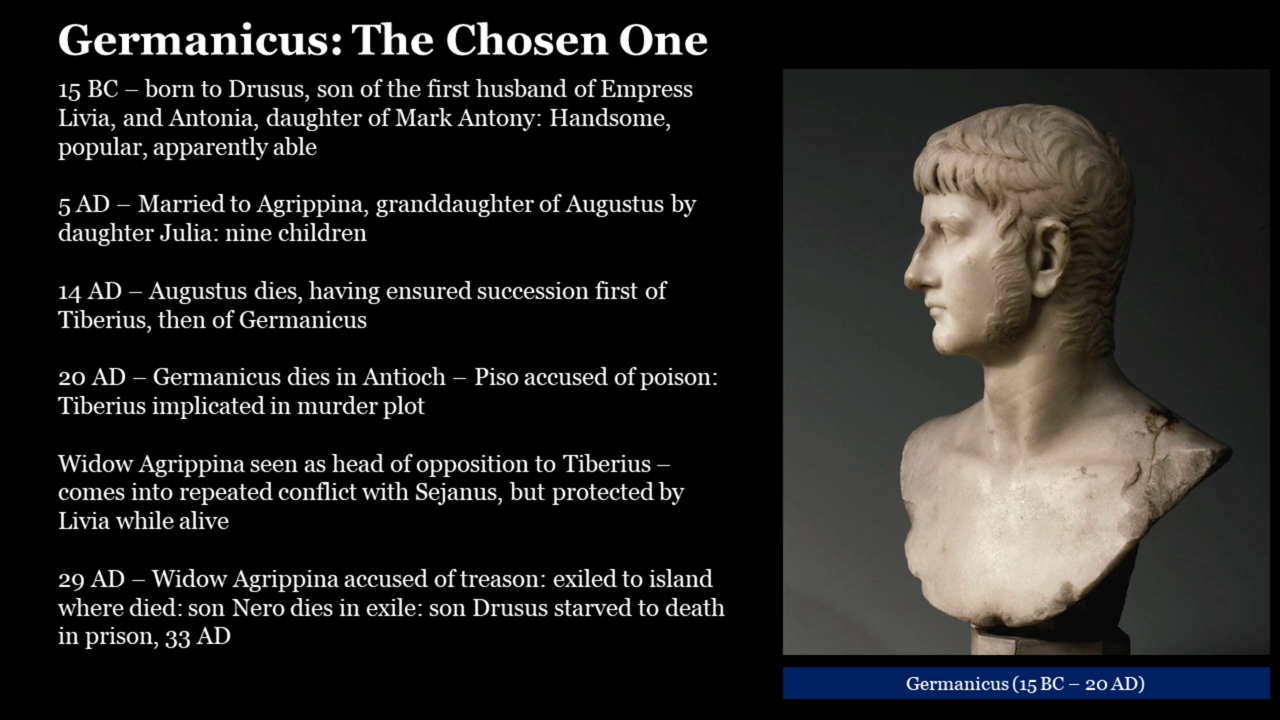 Germanicus: The Chosen One
15 BC – born to Drusus, son of the first husband of Empress
Livia, and Antonia, daughter of Mark Antony: Handsome,
popular, apparently able
5 AD – Married to Agrippina, granddaughter of Augustus by
daughter Julia: nine children
14 AD – Augustus dies, having ensured succession first of
Tiberius, then of Germanicus
20 AD – Germanicus dies in Antioch – Piso accused of poison:
Tiberius implicated in murder plot
Widow Agrippina seen as head of opposition to Tiberius –
comes into repeated conflict with Sejanus, but protected by
Livia while alive
29 AD – Widow Agrippina accused of treason: exiled to island
where died: son Nero dies in exile: son Drusus starved to death
in prison, 33 AD
Germanicus (15 BC – 20 AD)